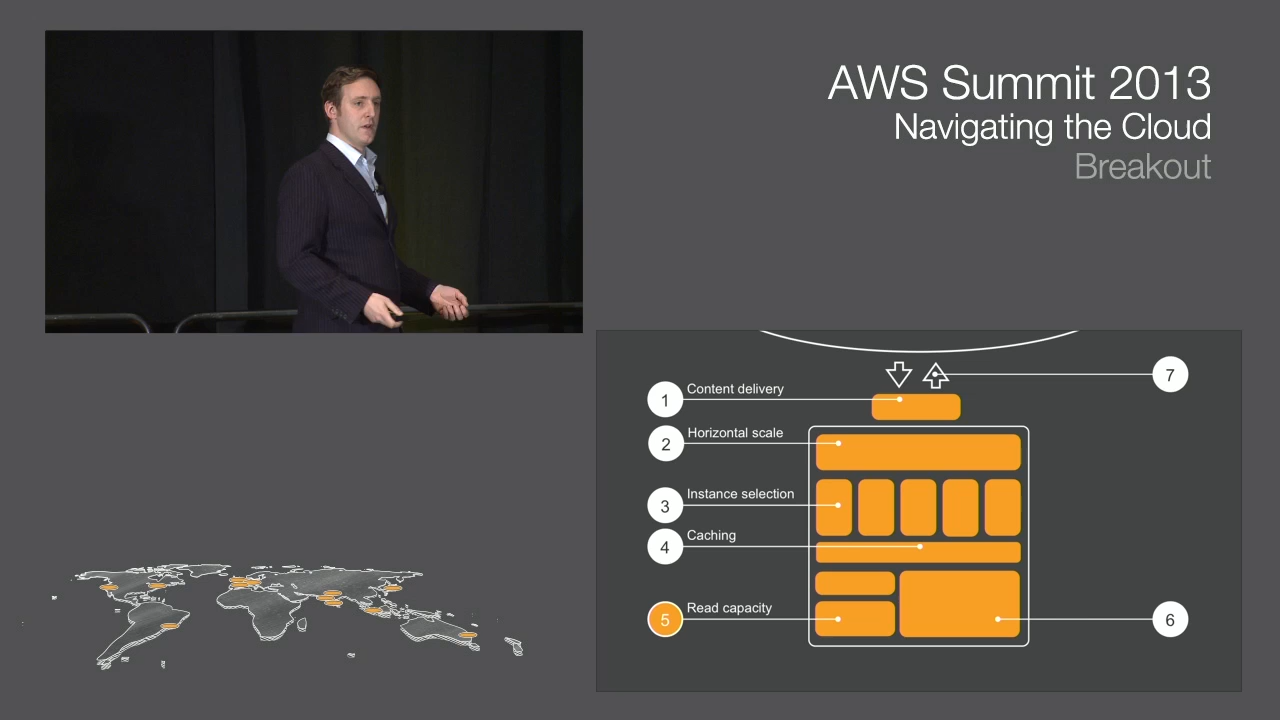 AWS Summit 2013
Navigating the Cloud
Breakout
7
1 Content delivery
2 Horizontal scale
3 Instance selection
4 Caching
5 Read capacity
6